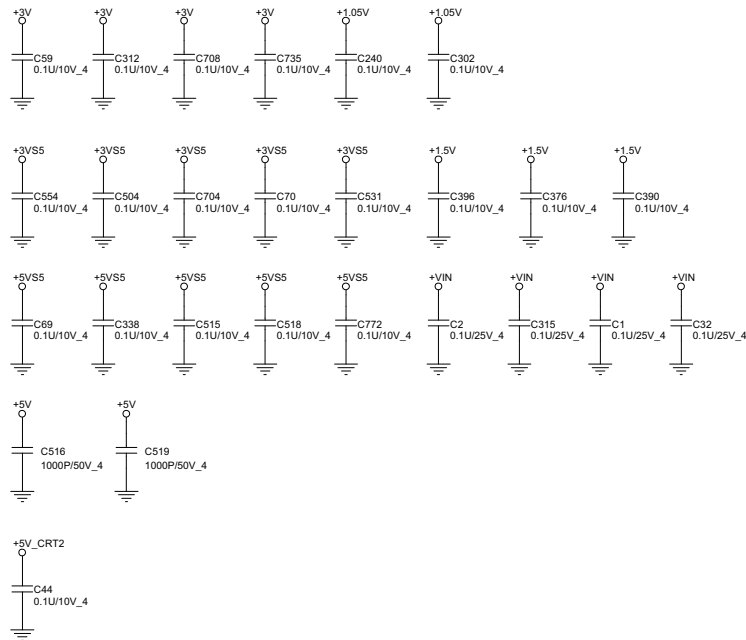 +3V +3V +3V +3V +1.05V +1.05V
C59 C312 C708 C735 C240 C302
0.1U/10V_4 0.1U/10V_4 0.1U/10V_4 0.1U/10V_4 0.1U/10V_4 0.1U/10V_4
+3VS5 +3VS5 +3VS5 +3VS5 +3VS5 +1.5V +1.5V +1.5V
C554 C504 C704 C70 C531 C396 C376 C390
0.1U/10V_4 0.1U/10V_4 0.1U/10V_4 0.1U/10V_4 0.1U/10V_4 0.1U/10V_4 0.1U/10V_4 0.1U/10V_4
+5VS5 +5VS5 +5VS5 +5VS5 +5VS5 +VIN +VIN +VIN +VIN
C69 C338 C515 C518 C772 C2 C315 C1 C32
0.1U/10V_4 0.1U/10V_4 0.1U/10V_4 0.1U/10V_4 0.1U/10V_4 0.1U/25V_4 0.1U/25V_4 0.1U/25V_4 0.1U/25V_4
+5V +5V
C516 C519
1000P/50V_4 1000P/50V_4
+5V_CRT2
C44
0.1U/10V_4